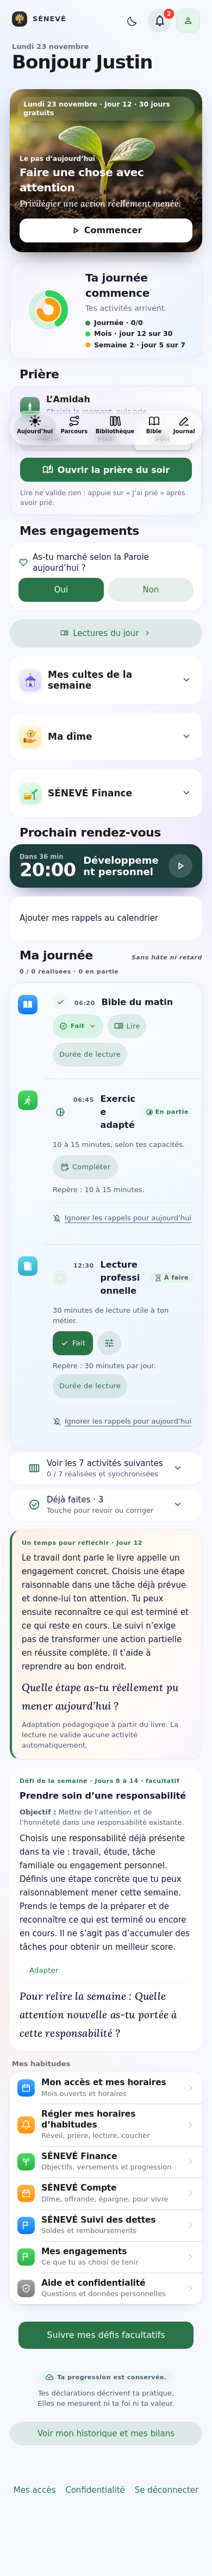 SÉNEVÉ
2
Lundi 23 novembre
Bonjour Justin
Lundi 23 novembre · Jour 12 · 30 jours
gratuits
Le pas d’aujourd’hui
Faire une chose avec
attention
Privilégier une action réellement menée.
Commencer
Ta journée
commence
Tes activités arrivent.
Journée · 0/0
Mois · jour 12 sur 30
Semaine 2 · jour 5 sur 7
Prière
L’Amidah
Aujourd’hui
Parcours
Bibliothèque
Bible
Journal
Ouvrir la prière du soir
Lire ne valide rien : appuie sur « J’ai prié » après
avoir prié.
Mes engagements
As-tu marché selon la Parole
aujourd’hui ?
Oui
Non
Lectures du jour
Mes cultes de la
semaine
Ma dîme
SÉNEVÉ Finance
Prochain rendez-vous
Dans 36 min
20:00
Développeme
nt personnel
Ajouter mes rappels au calendrier
Ma journée
Sans hâte ni retard
0 / 0 réalisées · 0 en partie
06:20
Bible du matin
Fait
Lire
Durée de lecture
06:45
Exercic
e
adapté
En partie
10 à 15 minutes, selon tes capacités.
Compléter
Repère : 10 à 15 minutes.
Ignorer les rappels pour aujourd’hui
12:30
Lecture
professi
onnelle
À faire
30 minutes de lecture utile à ton
métier.
Fait
Repère : 30 minutes par jour.
Durée de lecture
Ignorer les rappels pour aujourd’hui
Voir les 7 activités suivantes
0 / 7 réalisées et synchronisées
Déjà faites · 3
Touche pour revoir ou corriger
Un temps pour réfléchir · Jour 12
Le travail dont parle le livre appelle un
engagement concret. Choisis une étape
raisonnable dans une tâche déjà prévue
et donne-lui ton attention. Tu peux
ensuite reconnaître ce qui est terminé et
ce qui reste en cours. Le suivi n’exige
pas de transformer une action partielle
en réussite complète. Il t’aide à
reprendre au bon endroit.
Quelle étape as-tu réellement pu
mener aujourd’hui ?
Adaptation pédagogique à partir du livre. La
lecture ne valide aucune activité
automatiquement.
Défi de la semaine · Jours 8 à 14 · facultatif
Prendre soin d’une responsabilité
Objectif : Mettre de l’attention et de
l’honnêteté dans une responsabilité existante.
Choisis une responsabilité déjà présente
dans ta vie : travail, étude, tâche
familiale ou engagement personnel.
Définis une étape concrète que tu peux
raisonnablement mener cette semaine.
Prends le temps de la préparer et de
reconnaître ce qui est terminé ou encore
en cours. Il ne s’agit pas d’accumuler des
tâches pour obtenir un meilleur score.
Adapter
Pour relire la semaine : Quelle
attention nouvelle as-tu portée à
cette responsabilité ?
Mes habitudes
Mon accès et mes horaires
Mois ouverts et horaires
Régler mes horaires
d’habitudes
Réveil, prière, lecture, coucher
SÉNEVÉ Finance
Objectifs, versements et progression
SÉNEVÉ Compte
Dîme, offrande, épargne, pour vivre
SÉNEVÉ Suivi des dettes
Soldes et remboursements
Mes engagements
Ce que tu as choisi de tenir
Aide et confidentialité
Questions et données personnelles
Suivre mes défis facultatifs
Ta progression est conservée.
Tes déclarations décrivent ta pratique.
Elles ne mesurent ni ta foi ni ta valeur.
Voir mon historique et mes bilans
Mes accès
Confidentialité
Se déconnecter